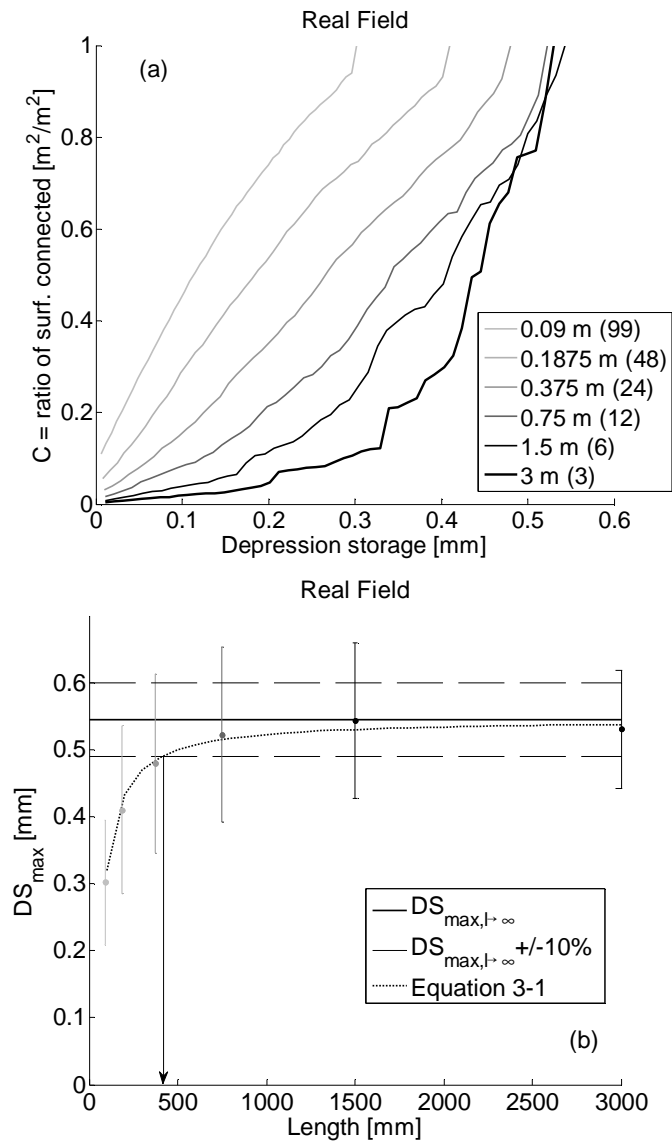 Real Field
(a)
C = ratio of surf. connected [m²/m²]
1
0.8
0.6
0.4
0.2
0
0 0.1 0.2 0.3 0.4 0.5 0.6
Depression storage [mm]
0.09 m (99)
0.1875 m (48)
0.375 m (24)
0.75 m (12)
1.5 m (6)
3 m (3)
Real Field
DSmax [mm]
0.6
0.5
0.4
0.3
0.2
0.1
0
0 500 1000 1500 2000 2500 3000
Length [mm]
DSmax,l↦∞
DSmax,l↦∞+/-10%
Equation 3-1
(b)